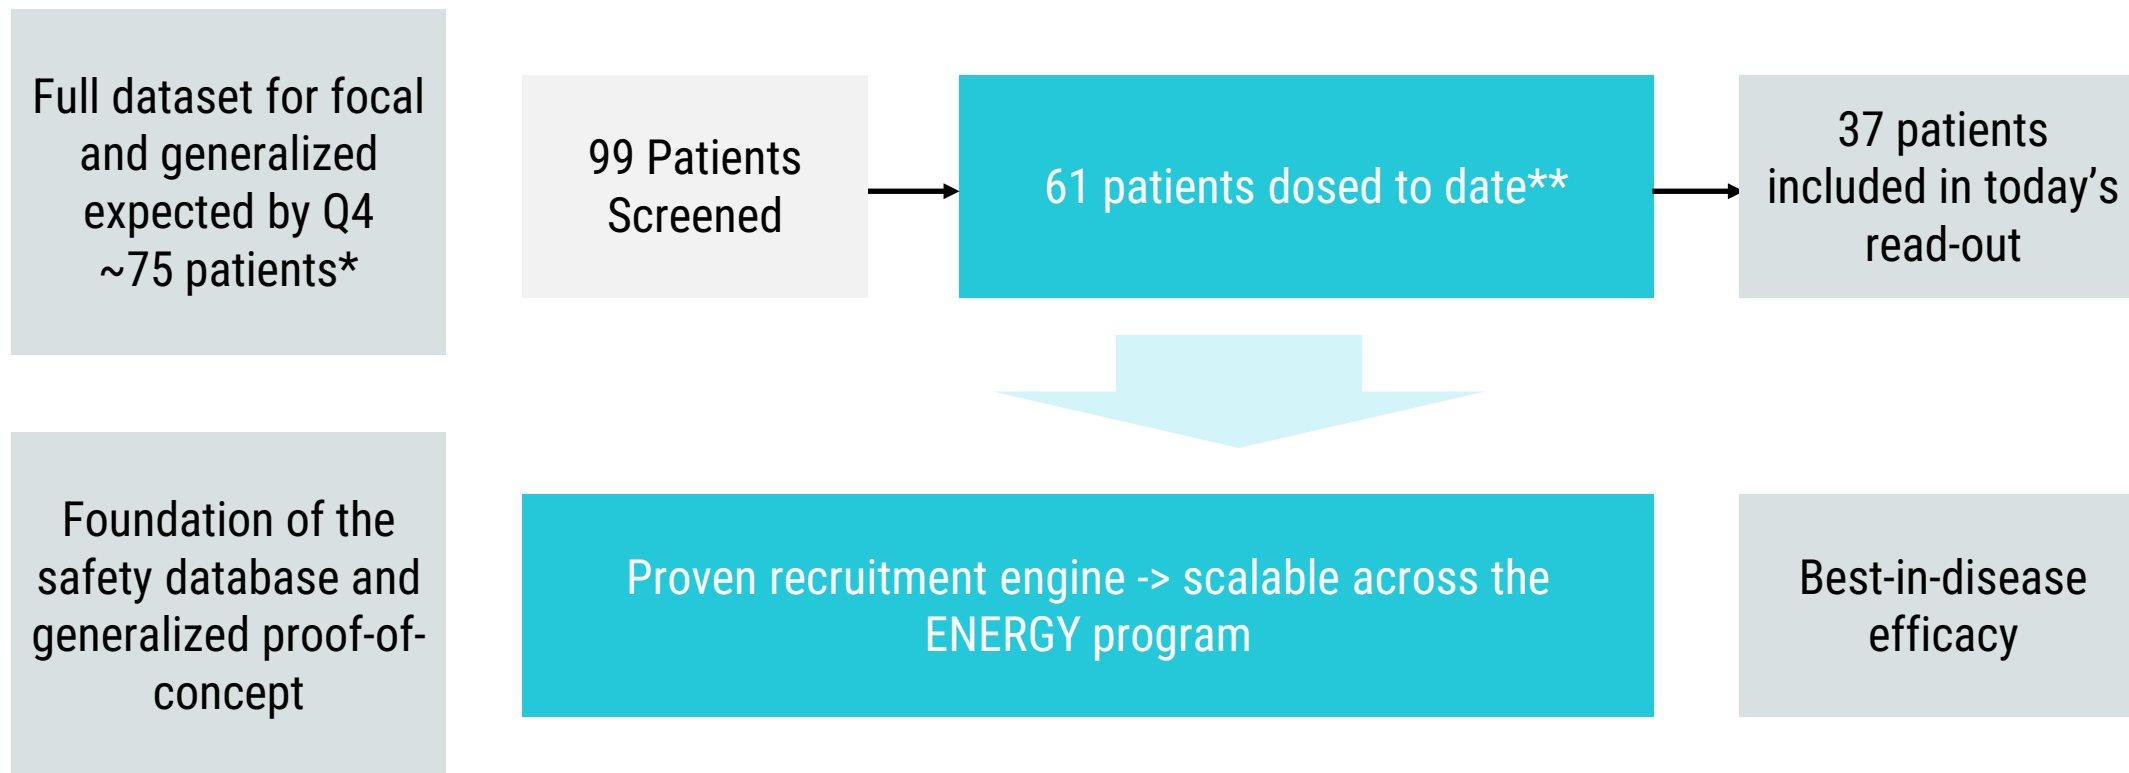 Full dataset for focal
and generalized
expected by Q4
~75 patients*
99 Patients
Screened
61 patients dosed to date**
37 patients
included in today’s
read-out
Foundation of the
safety database and
generalized proof-of-
concept
Proven recruitment engine -> scalable across the
ENERGY program
Best-in-disease
efficacy